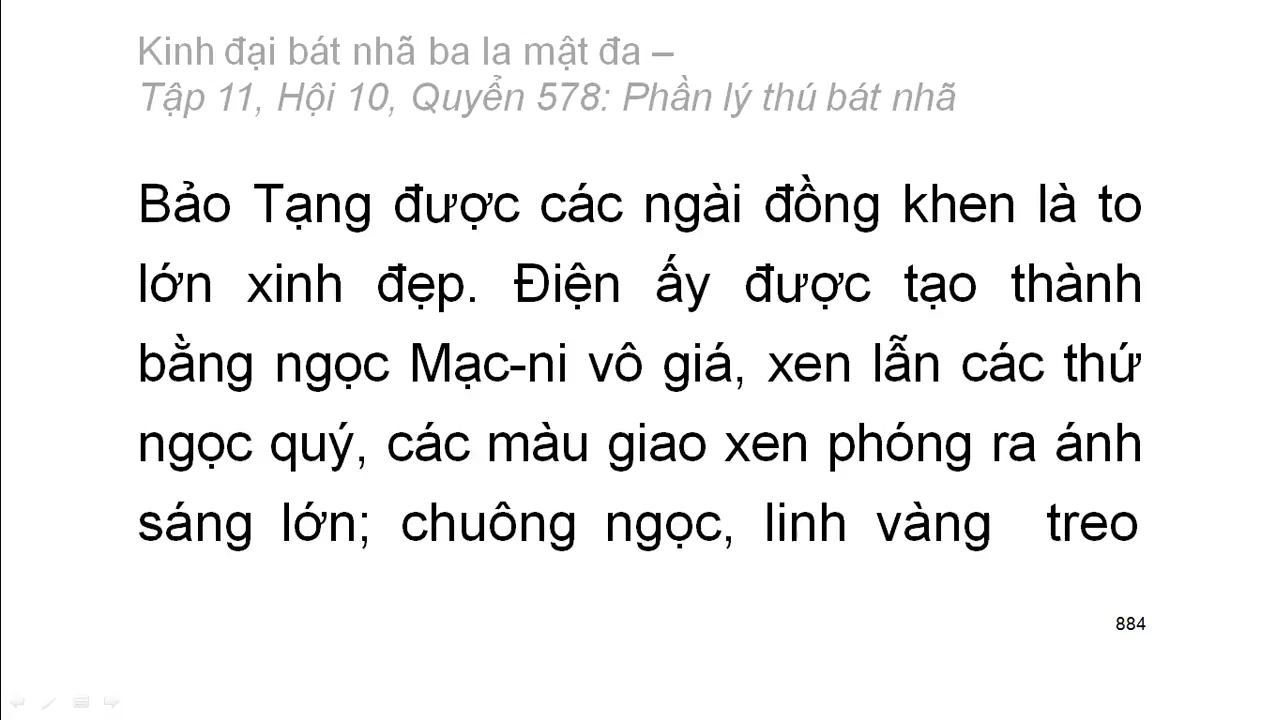 Kinh đại bát nhã ba la mật đa –
Tập 11, Hội 10, Quyển 578: Phần lý thú bát nhã
Bảo Tạng được các ngài đồng khen là to
lớn xinh đẹp. Điện ấy được tạo thành
bằng ngọc Mạc-ni vô giá, xen lẫn các thứ
ngọc quý, các màu giao xen phóng ra ánh
sáng lớn; chuông ngọc, linh vàng treo
884